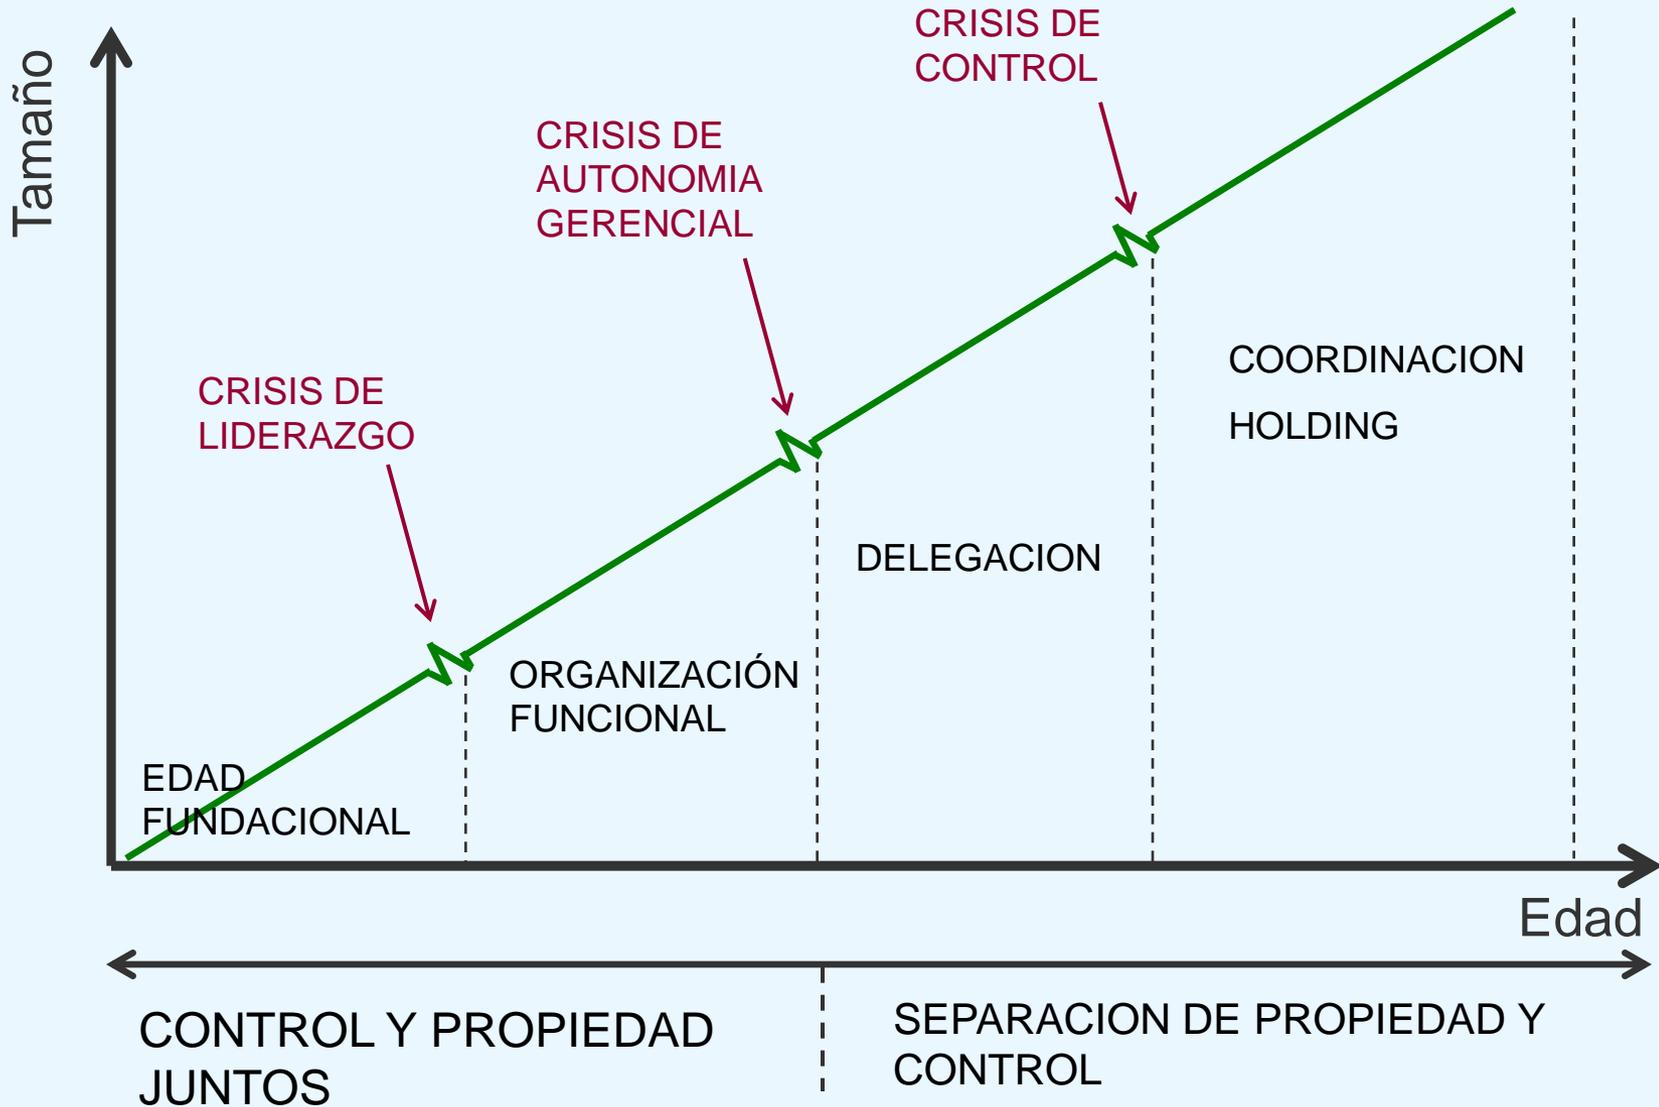 Tamaño
CRISIS DE
CONTROL
CRISIS DE
AUTONOMIA
GERENCIAL
CRISIS DE
LIDERAZGO
COORDINACION
HOLDING
DELEGACION
ORGANIZACIÓN
FUNCIONAL
EDAD
FUNDACIONAL
Edad
CONTROL Y PROPIEDAD
JUNTOS
SEPARACION DE PROPIEDAD Y
CONTROL